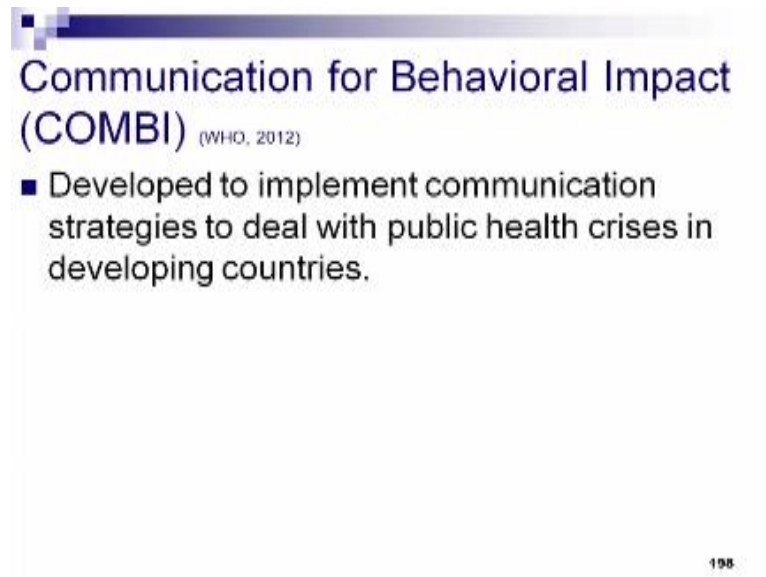 Communication for Behavioral Impact
(COMBI) (WHO, 2012)
Developed to implement communication
strategies to deal with public health crises in
developing countries.
198